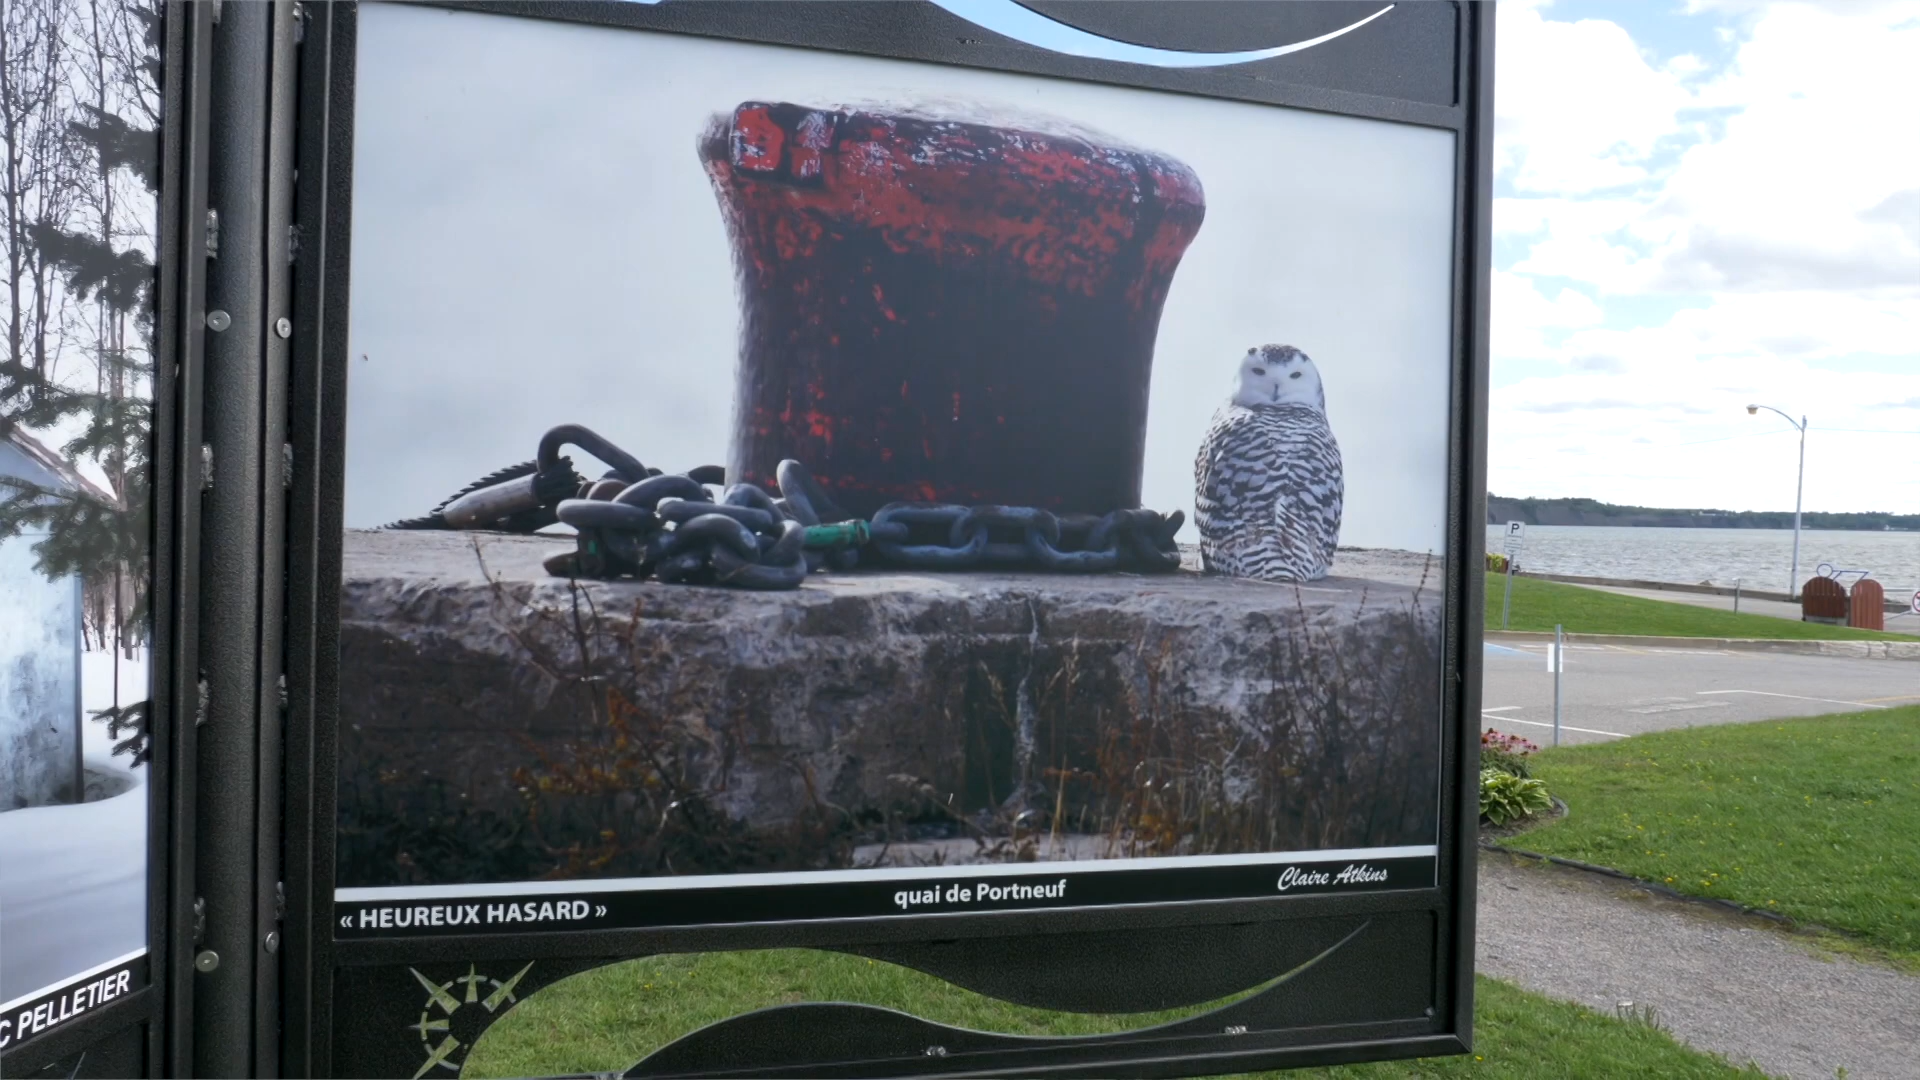 C PELLETIER
« HEUREUX HASARD »
quai de Portneuf
Claire Atkins
P